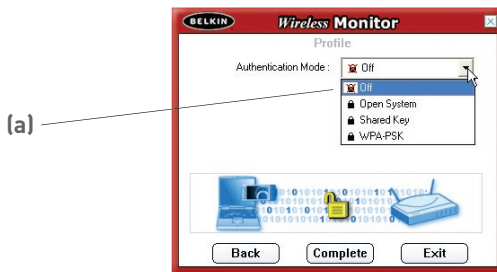 BELKIN Wireless Monitor
Profile
Authentication Mode : Off
(a)
Off
Open System
Shared Key
WPA-PSK
Back Complete Exit